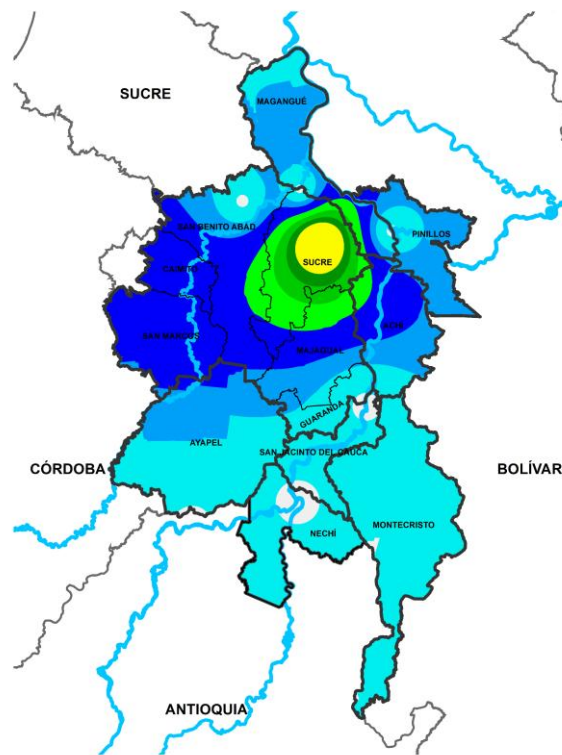 SUCRE
MAGANGUÉ
SAN BENITO ABAD
PINILLOS
SUCRE
CAIMITO
SAN MARCOS
ACHÍ
MAJAGUAL
GUARANDA
AYAPEL
SAN JACINTO DEL CAUCA
CÓRDOBA
BOLÍVAR
MONTECRISTO
NECHÍ
ANTIOQUIA